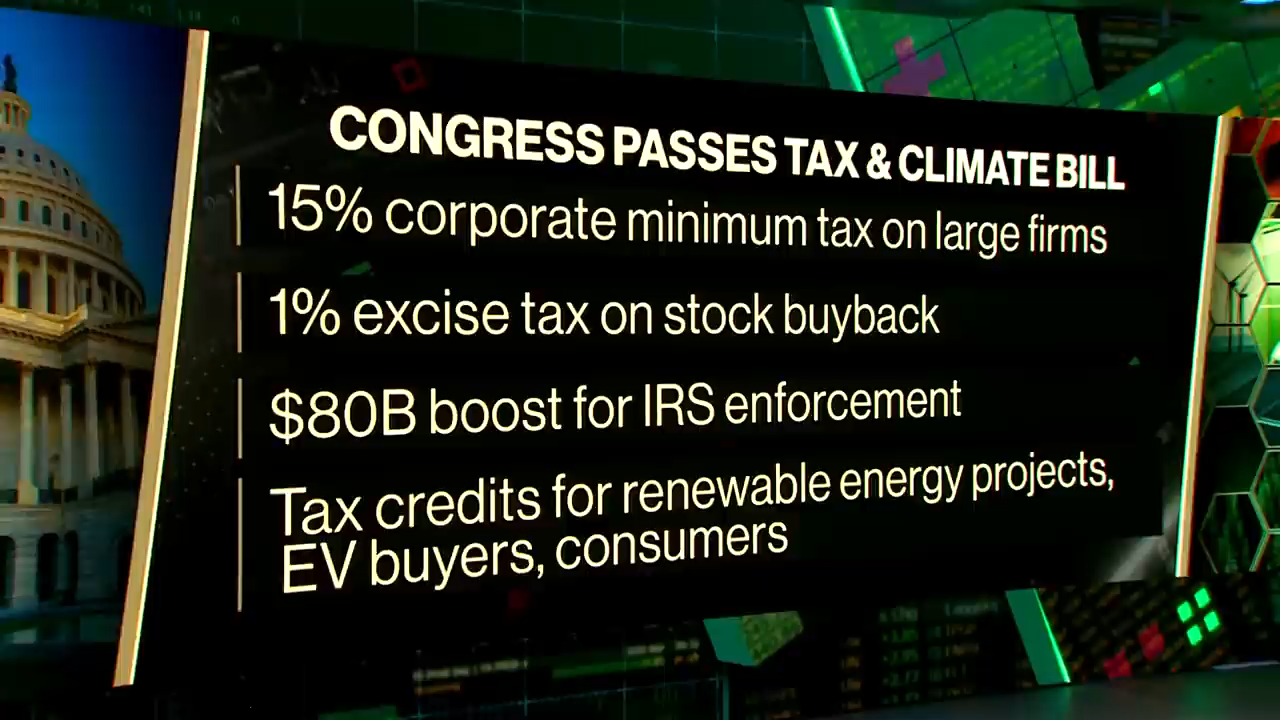 CONGRESS PASSES TAX & CLIMATE BILL
15% corporate minimum tax on large firms
1% excise tax on stock buyback
$80B boost for IRS enforcement
Tax credits for renewable energy projects,
EV buyers, consumers